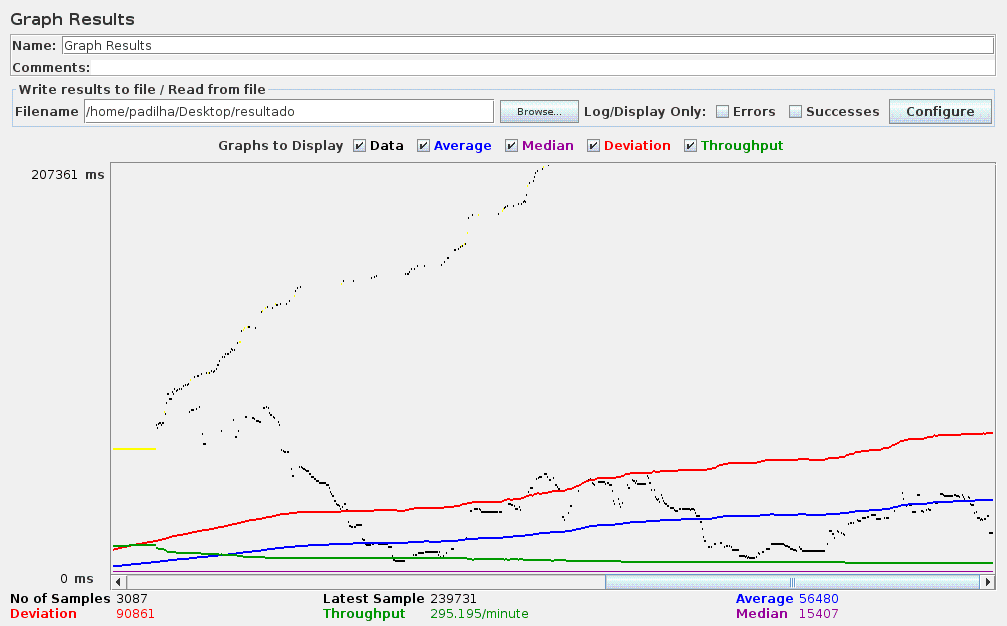 Graph Results
Name: Graph Results
Comments:
Write results to file / Read from file
Filename /home/padilha/Desktop/resultado Browse... Log/Display Only: Errors Successes Configure
Graphs to Display Data Average Median Deviation Throughput
207361 ms
0 ms
No of Samples 3087 Latest Sample 239731 Average 56480
Deviation 90861 Throughput 295.195/minute Median 15407